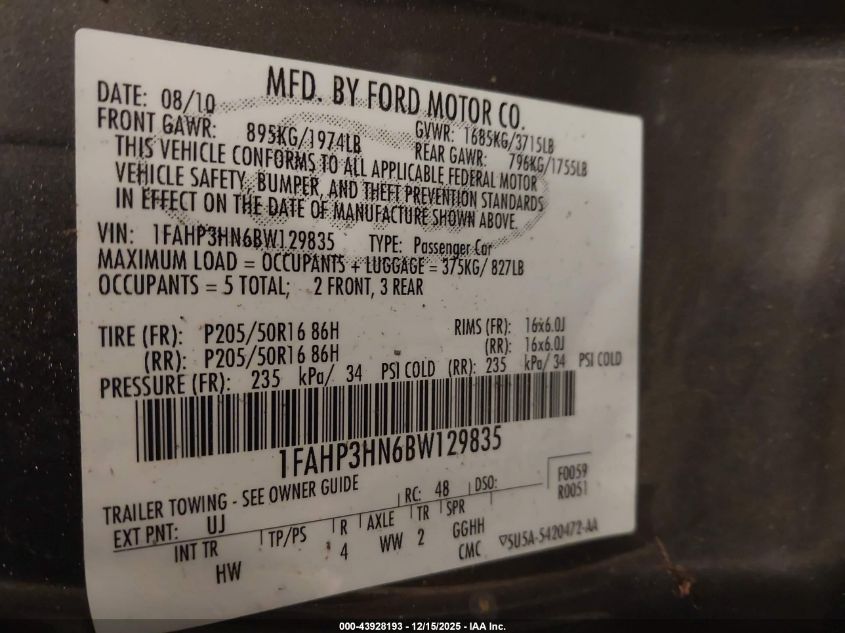 MFD. BY FORD MOTOR CO.
DATE: 08/10
GVWR: 1685KG/3715LB
FRONT GAWR: 895KG/1974LB
REAR GAWR: 796KG/1755LB
THIS VEHICLE CONFORMS TO ALL APPLICABLE FEDERAL MOTOR
VEHICLE SAFETY, BUMPER, AND THEFT PREVENTION STANDARDS
IN EFFECT ON THE DATE OF MANUFACTURE SHOWN ABOVE.
VIN: 1FAHP3HN6BW129835 TYPE: Passenger Car
MAXIMUM LOAD = OCCUPANTS + LUGGAGE = 375KG/ 827LB
OCCUPANTS = 5 TOTAL; 2 FRONT, 3 REAR
TIRE (FR): P205/50R16 86H RIMS (FR): 16x6.0J
(RR): P205/50R16 86H (RR): 16x6.0J
PRESSURE (FR): 235 kPa/ 34 PSI COLD (RR): 235 kPa/ 34 PSI COLD
1FAHP3HN6BW129835
TRAILER TOWING - SEE OWNER GUIDE
F0059
R0051
EXT PNT: UJ RC: 48 DSO:
INT TR TP/PS R AXLE TR SPR
HW 4 WW 2 GGHH
CMC ▽5U5A-5420472-AA
000-43928193 - 12/15/2025 - IAA Inc.